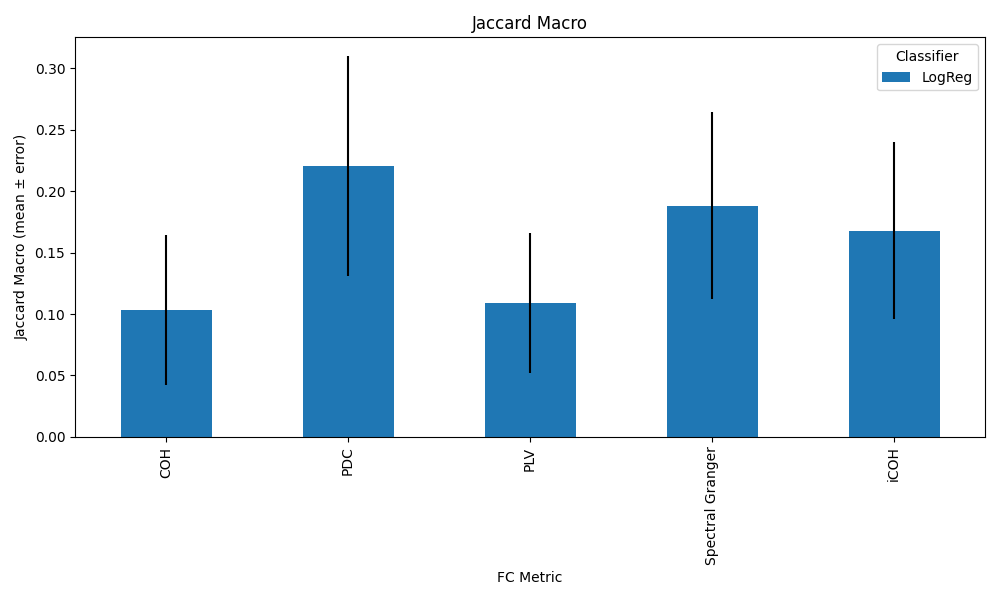 Jaccard Macro
Classifier
LogReg
Jaccard Macro (mean ± error)
0.30
0.25
0.20
0.15
0.10
0.05
0.00
COH
PDC
PLV
Spectral Granger
iCOH
FC Metric